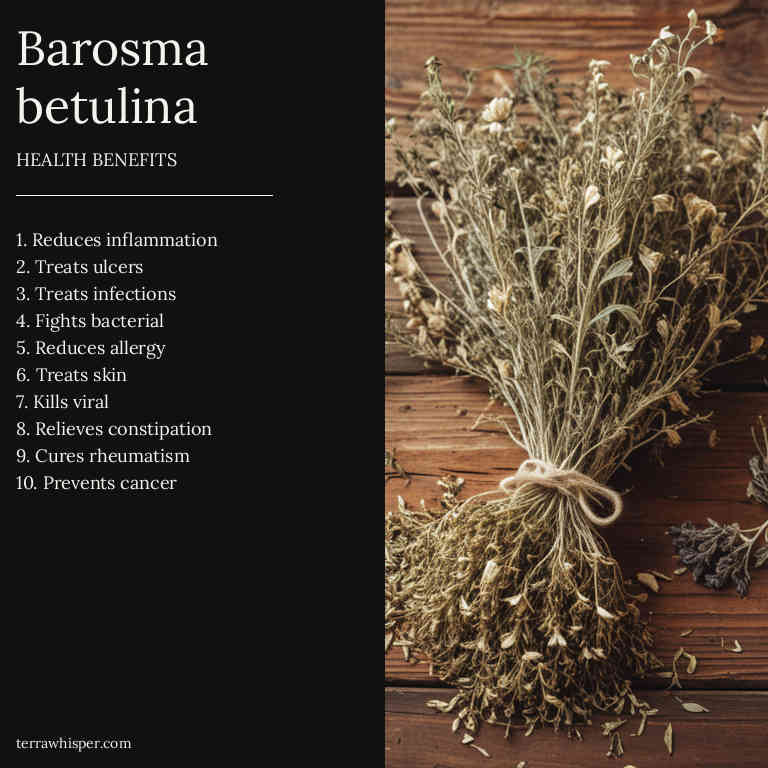 Barosma
betulina
HEALTH BENEFITS
1. Reduces inflammation
2. Treats ulcers
3. Treats infections
4. Fights bacterial
5. Reduces allergy
6. Treats skin
7. Kills viral
8. Relieves constipation
9. Cures rheumatism
10. Prevents cancer
terrawhisper.com